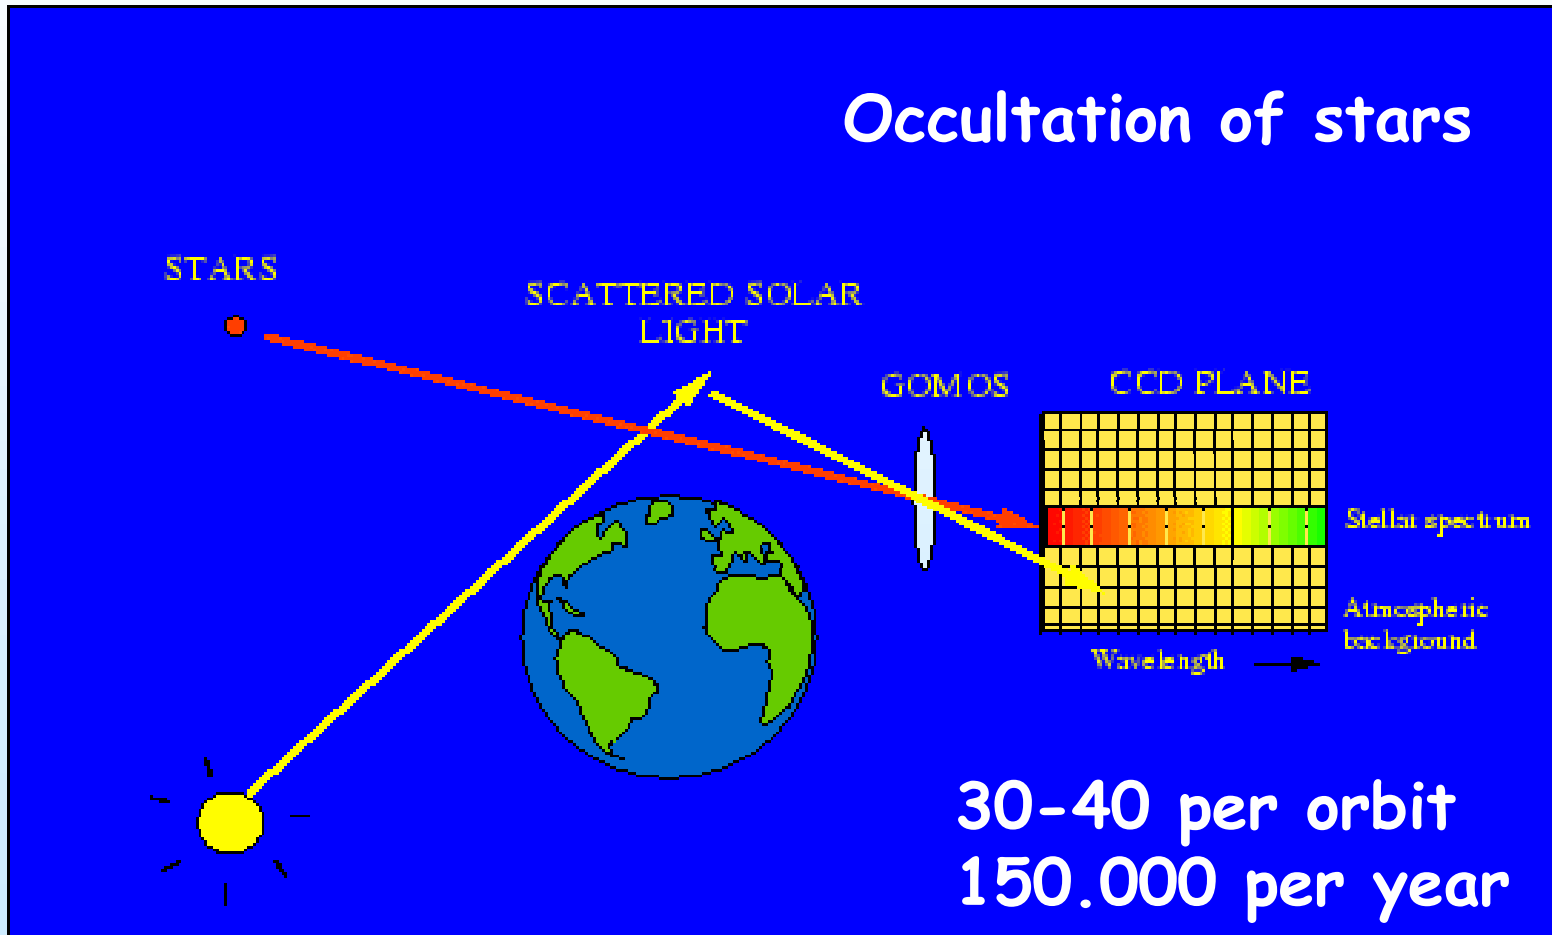 Occultation of stars
STARS
SCATTERED SOLAR
LIGHT
GOMOS
CCD PLANE
Stellar spectrum
Atmospheric
background
Wavelength
30-40 per orbit
150.000 per year